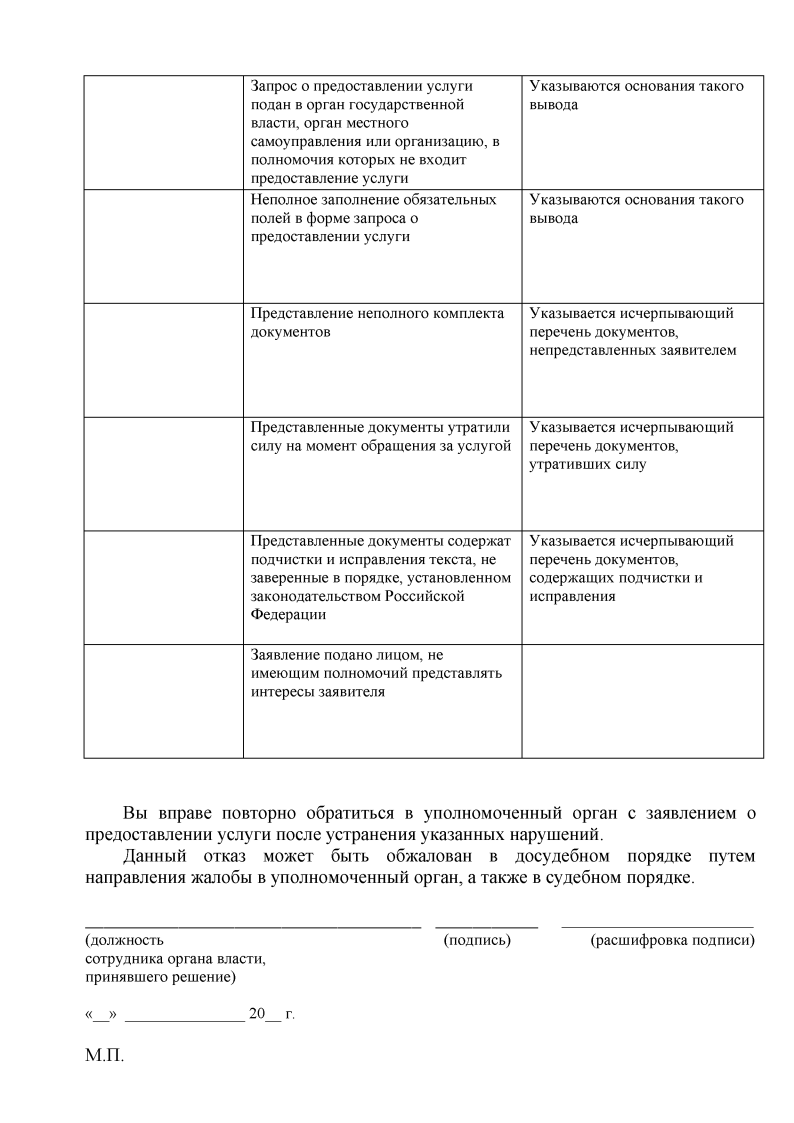 Запрос о предоставлении услуги
подан в орган государственной
власти, орган местного
самоуправления или организацию, в
полномочия которых не входит
предоставление услуги
Указываются основания такого
вывода
Неполное заполнение обязательных
полей в форме запроса о
предоставлении услуги
Указываются основания такого
вывода
Представление неполного комплекта
документов
Указывается исчерпывающий
перечень документов,
непредставленных заявителем
Представленные документы утратили
силу на момент обращения за услугой
Указывается исчерпывающий
перечень документов,
утративших силу
Представленные документы содержат
подчистки и исправления текста, не
заверенные в порядке, установленном
законодательством Российской
Федерации
Указывается исчерпывающий
перечень документов,
содержащих подчистки и
исправления
Заявление подано лицом, не
имеющим полномочий представлять
интересы заявителя
Вы вправе повторно обратиться в уполномоченный орган с заявлением о
предоставлении услуги после устранения указанных нарушений.
Данный отказ может быть обжалован в досудебном порядке путем
направления жалобы в уполномоченный орган, а также в судебном порядке.
(должность (подпись) (расшифровка подписи)
сотрудника органа власти,
принявшего решение)
«__» _______________ 20__ г.
М.П.